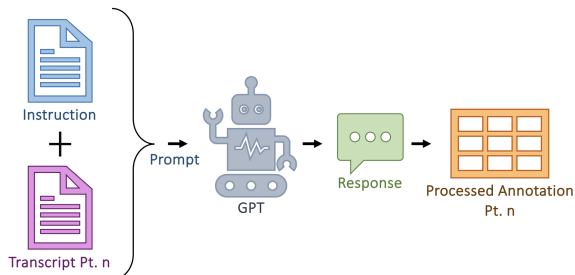 Instruction
+
Transcript Pt. n
Prompt
GPT
Response
Processed Annotation
Pt. n